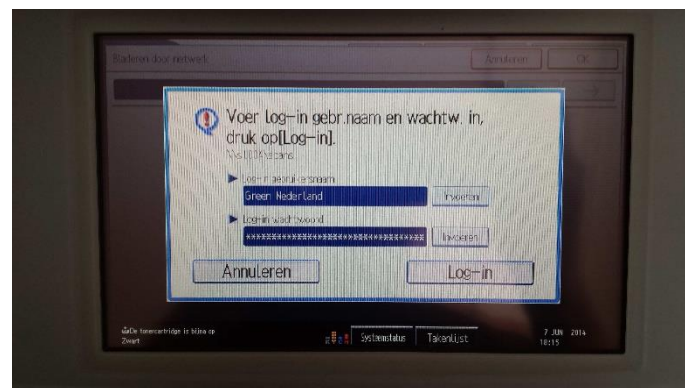 Bladeren door netwerk
Annuleren
OK
Voer log-in gebr.naam en wachtw. in,
druk op[Log-in].
Log-in gebruikersnaam
Green Nederland
Invoeren
Log-in wachtwoord
Invoeren
Annuleren
Log-in
De tonercartridge is bijna op
Zwart
Systeemstatus
Takenlijst
7 JUN 2014
18:15